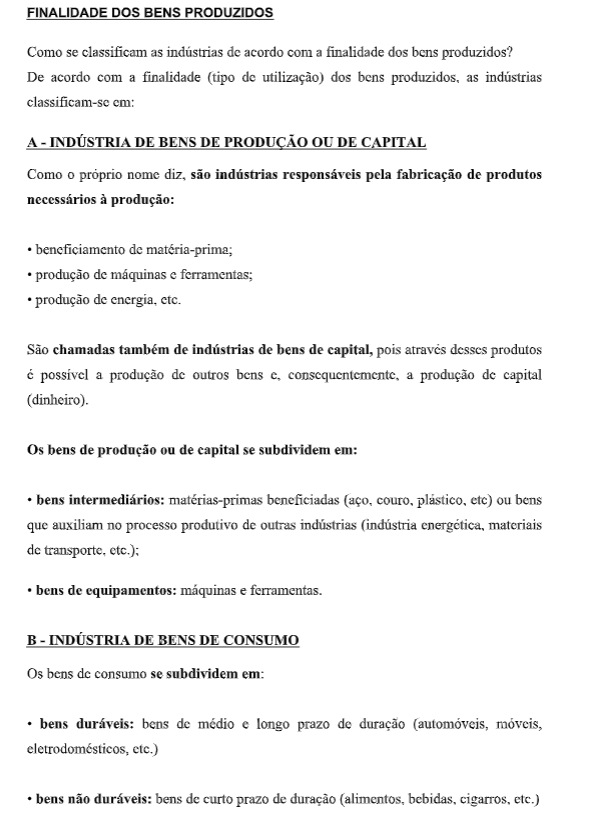 FINALIDADE DOS BENS PRODUZIDOS
Como se classificam as indústrias de acordo com a finalidade dos bens produzidos?
De acordo com a finalidade (tipo de utilização) dos bens produzidos, as indústrias
classificam-se em:
A - INDÚSTRIA DE BENS DE PRODUÇÃO OU DE CAPITAL
Como o próprio nome diz, são indústrias responsáveis pela fabricação de produtos
necessários à produção:
• beneficiamento de matéria-prima;
• produção de máquinas e ferramentas;
• produção de energia, etc.
São chamadas também de indústrias de bens de capital, pois através desses produtos
é possível a produção de outros bens e, consequentemente, a produção de capital
(dinheiro).
Os bens de produção ou de capital se subdividem em:
• bens intermediários: matérias-primas beneficiadas (aço, couro, plástico, etc) ou bens
que auxiliam no processo produtivo de outras indústrias (indústria energética, materiais
de transporte, etc.);
• bens de equipamentos: máquinas e ferramentas.
B - INDÚSTRIA DE BENS DE CONSUMO
Os bens de consumo se subdividem em:
• bens duráveis: bens de médio e longo prazo de duração (automóveis, móveis,
eletrodomésticos, etc.)
• bens não duráveis: bens de curto prazo de duração (alimentos, bebidas, cigarros, etc.)